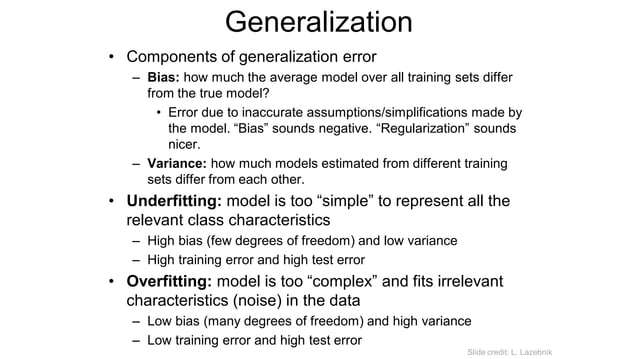 Generalization
• Components of generalization error
– Bias: how much the average model over all training sets differ
from the true model?
• Error due to inaccurate assumptions/simplifications made by
the model. “Bias” sounds negative. “Regularization” sounds
nicer.
– Variance: how much models estimated from different training
sets differ from each other.
• Underfitting: model is too “simple” to represent all the
relevant class characteristics
– High bias (few degrees of freedom) and low variance
– High training error and high test error
• Overfitting: model is too “complex” and fits irrelevant
characteristics (noise) in the data
– Low bias (many degrees of freedom) and high variance
– Low training error and high test error
Slide credit: L. Lazebnik